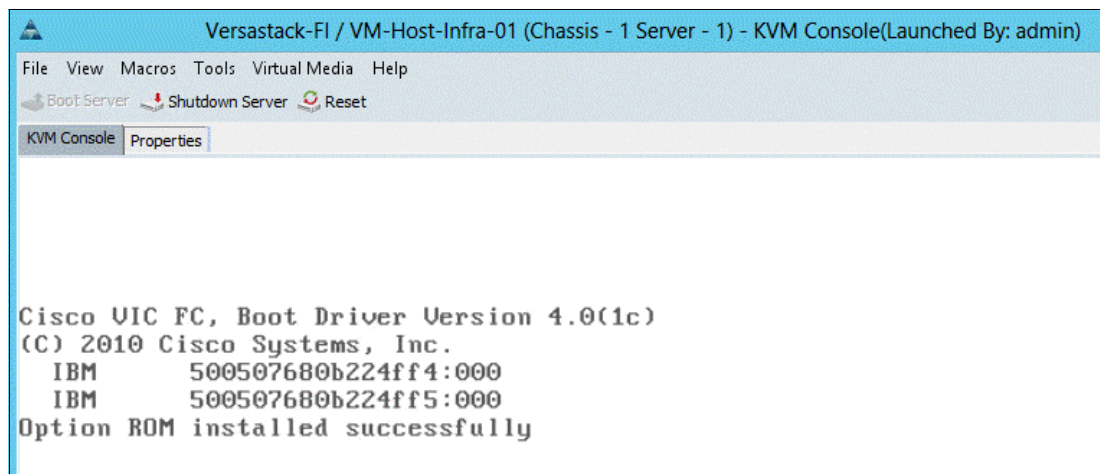 Versastack-FI / VM-Host-Infra-01 (Chassis - 1 Server - 1) - KVM Console(Launched By: admin)
File View Macros Tools Virtual Media Help
Boot Server Shutdown Server Reset
KVM Console Properties
Cisco VIC FC, Boot Driver Version 4.0(1c)
(C) 2010 Cisco Systems, Inc.
IBM 500507680b224ff4:000
IBM 500507680b224ff5:000
Option ROM installed successfully